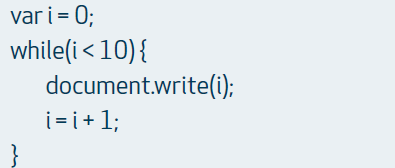 var i = 0;
while(i < 10) {
document.write(i);
i = i + 1;
}